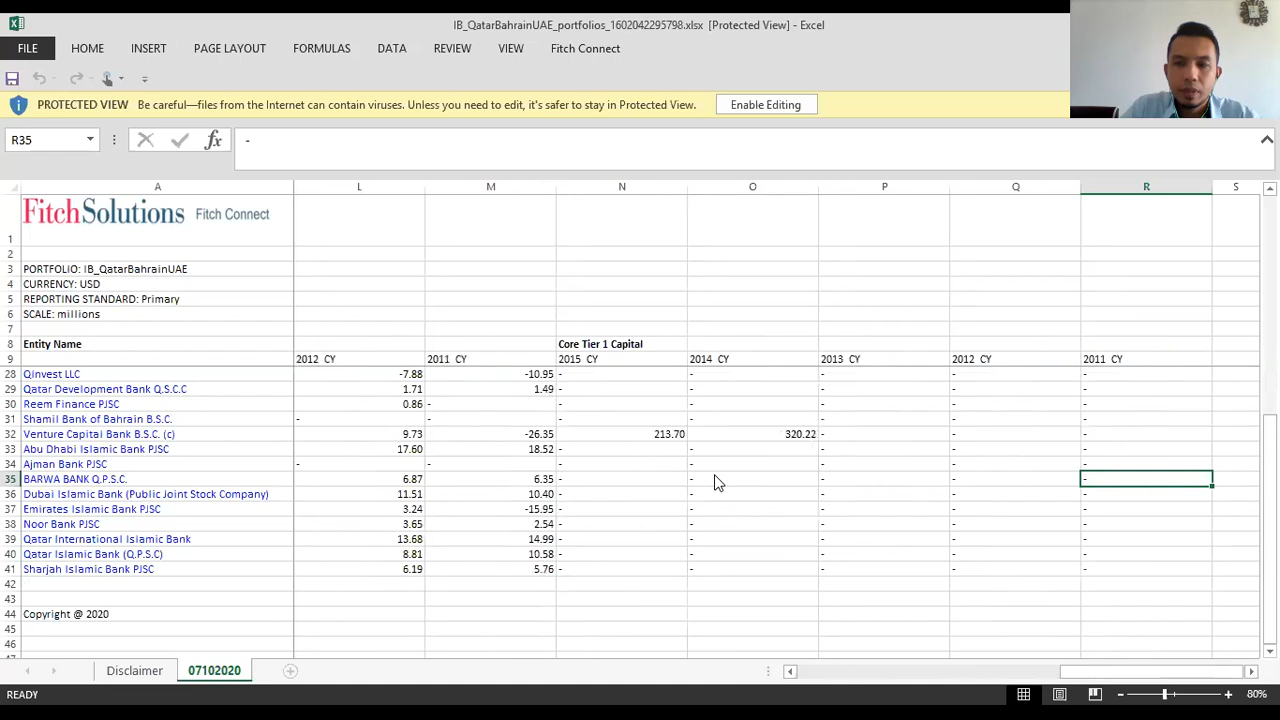 IB_QatarBahrainUAE_portfolios_1602042295798.xlsx [Protected View] - Excel
FILE HOME INSERT PAGE LAYOUT FORMULAS DATA REVIEW VIEW Fitch Connect
PROTECTED VIEW Be careful—files from the Internet can contain viruses. Unless you need to edit, it's safer to stay in Protected View. Enable Editing
R35 fx -
A L M N O P Q R S
FitchSolutions Fitch Connect
1
2
3 PORTFOLIO: IB_QatarBahrainUAE
4 CURRENCY: USD
5 REPORTING STANDARD: Primary
6 SCALE: millions
7
8 Entity Name Core Tier 1 Capital
9 2012 CY 2011 CY 2015 CY 2014 CY 2013 CY 2012 CY 2011 CY
28 Qinvest LLC -7.88 -10.95 - - - - -
29 Qatar Development Bank Q.S.C.C 1.71 1.49 - - - - -
30 Reem Finance PJSC 0.86 - - - - - -
31 Shamil Bank of Bahrain B.S.C. - - - - - - -
32 Venture Capital Bank B.S.C. (c) 9.73 -26.35 213.70 320.22 - - -
33 Abu Dhabi Islamic Bank PJSC 17.60 18.52 - - - - -
34 Ajman Bank PJSC - - - - - - -
35 BARWA BANK Q.P.S.C. 6.87 6.35 - - - - -
36 Dubai Islamic Bank (Public Joint Stock Company) 11.51 10.40 - - - - -
37 Emirates Islamic Bank PJSC 3.24 -15.95 - - - - -
38 Noor Bank PJSC 3.65 2.54 - - - - -
39 Qatar International Islamic Bank 13.68 14.99 - - - - -
40 Qatar Islamic Bank (Q.P.S.C) 8.81 10.58 - - - - -
41 Sharjah Islamic Bank PJSC 6.19 5.76 - - - - -
42
43
44 Copyright @ 2020
45
46
47
Disclaimer 07102020
READY 80%